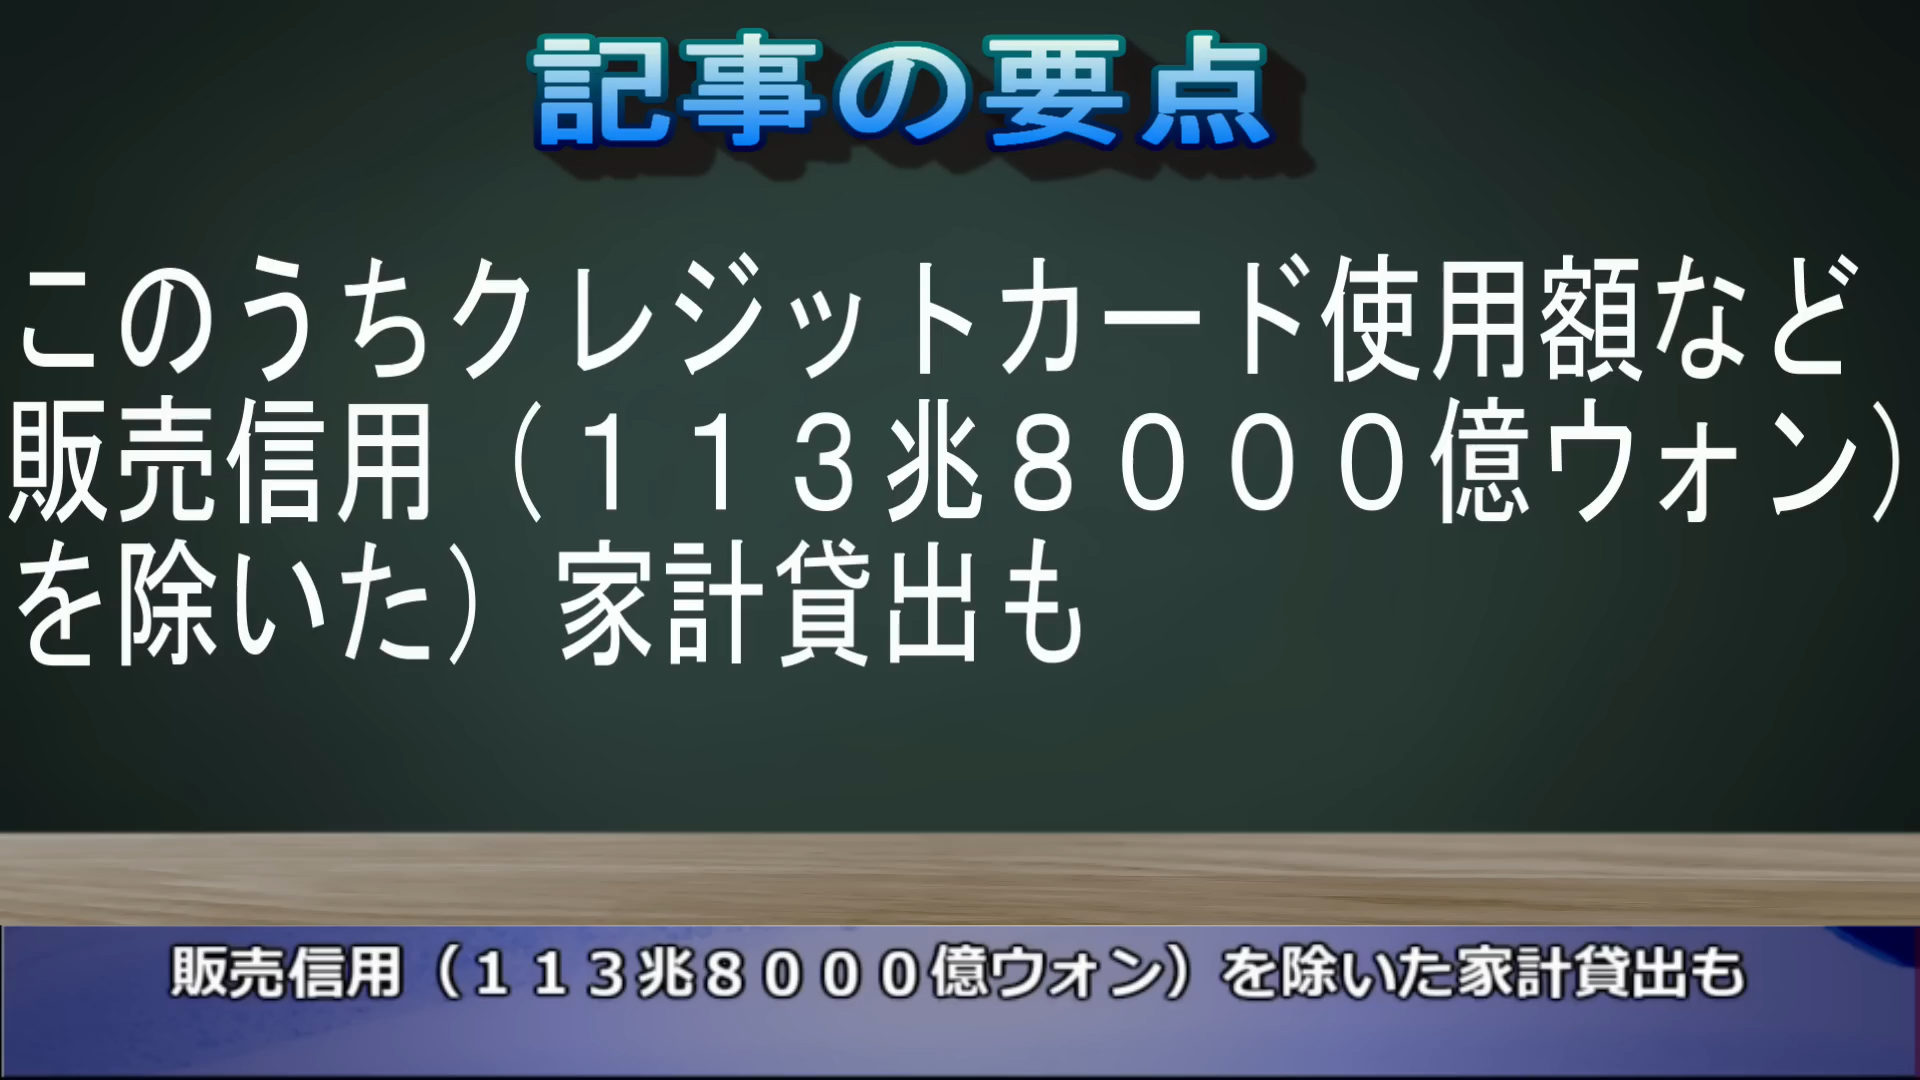 記事の要点
このうちクレジットカード使用額など
販売信用（１１３兆８０００億ウォン）
を除いた）家計貸出も
販売信用（１１３兆８０００億ウォン）を除いた家計貸出も